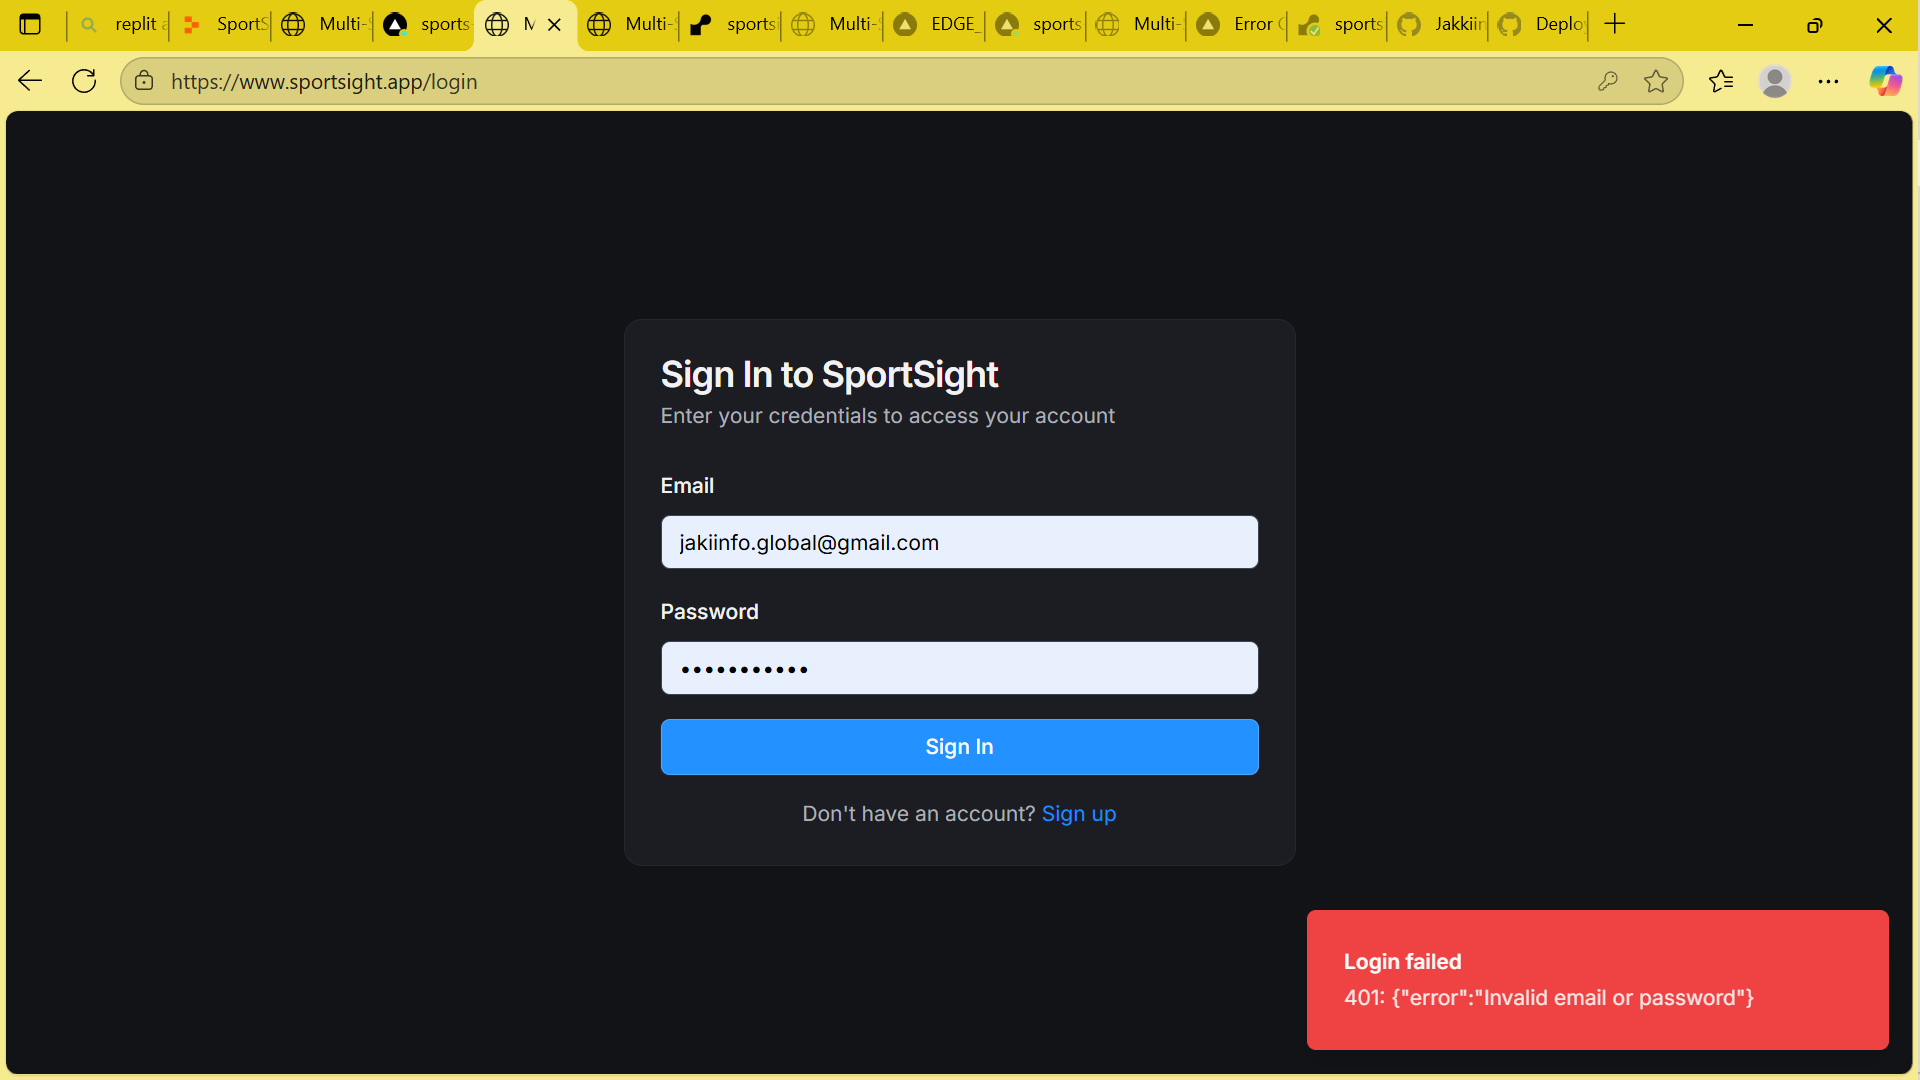 replit
SportS
Multi-
sports
Multi-
sports
Multi-
EDGE_
sports
Multi-
Error
sports
Jakkiin
Deplo
https://www.sportsight.app/login
Sign In to SportSight
Enter your credentials to access your account
Email
jakiinfo.global@gmail.com
Password
Sign In
Don't have an account? Sign up
Login failed
401: {"error":"Invalid email or password"}